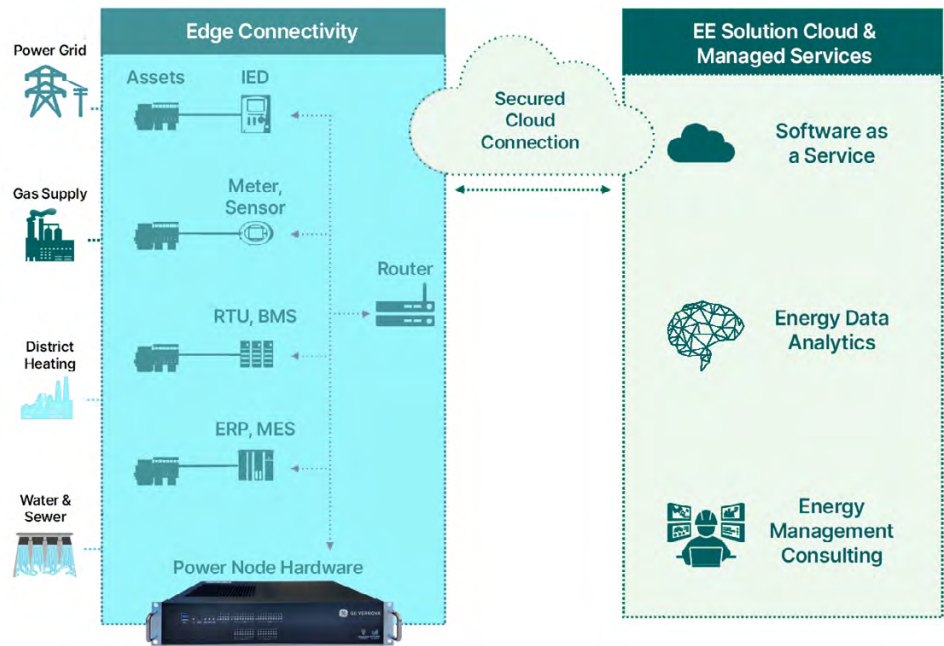 Edge Connectivity
EE Solution Cloud &
Managed Services
Power Grid
Assets
IED
Secured
Cloud
Connection
Software as
a Service
Gas Supply
Meter,
Sensor
Router
RTU, BMS
Energy Data
Analytics
District
Heating
ERP, MES
Water &
Sewer
Energy
Management
Consulting
Power Node Hardware
GE VERNOVA